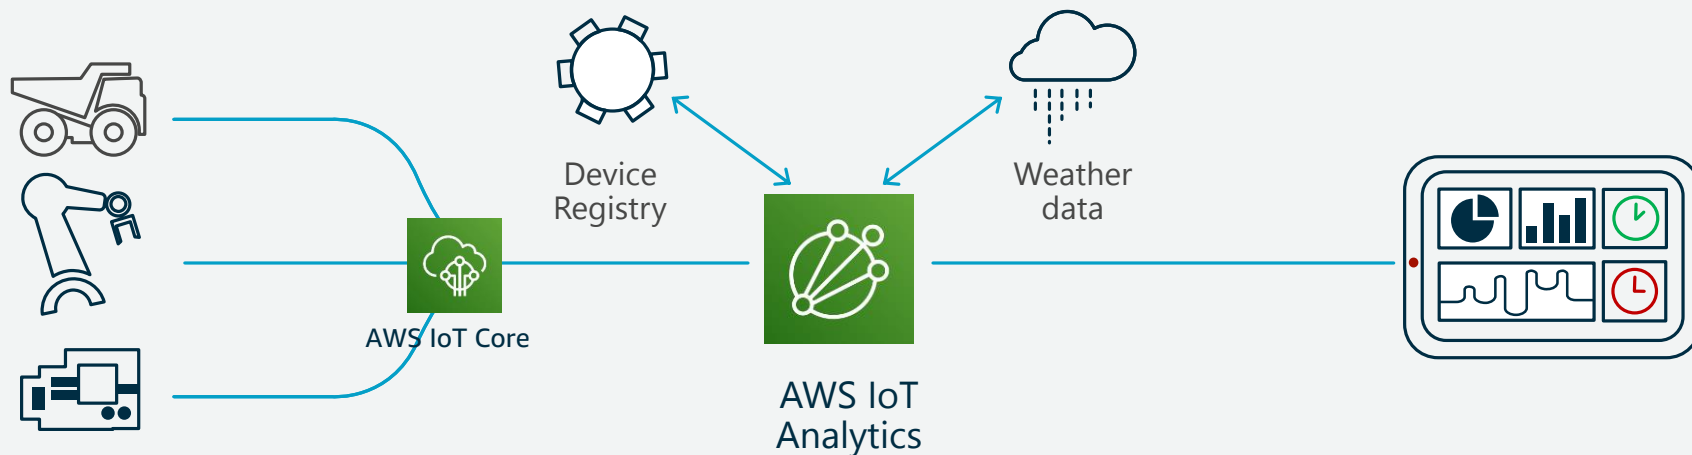 Device
Registry
Weather
data
AWS IoT Core
AWS IoT
Analytics